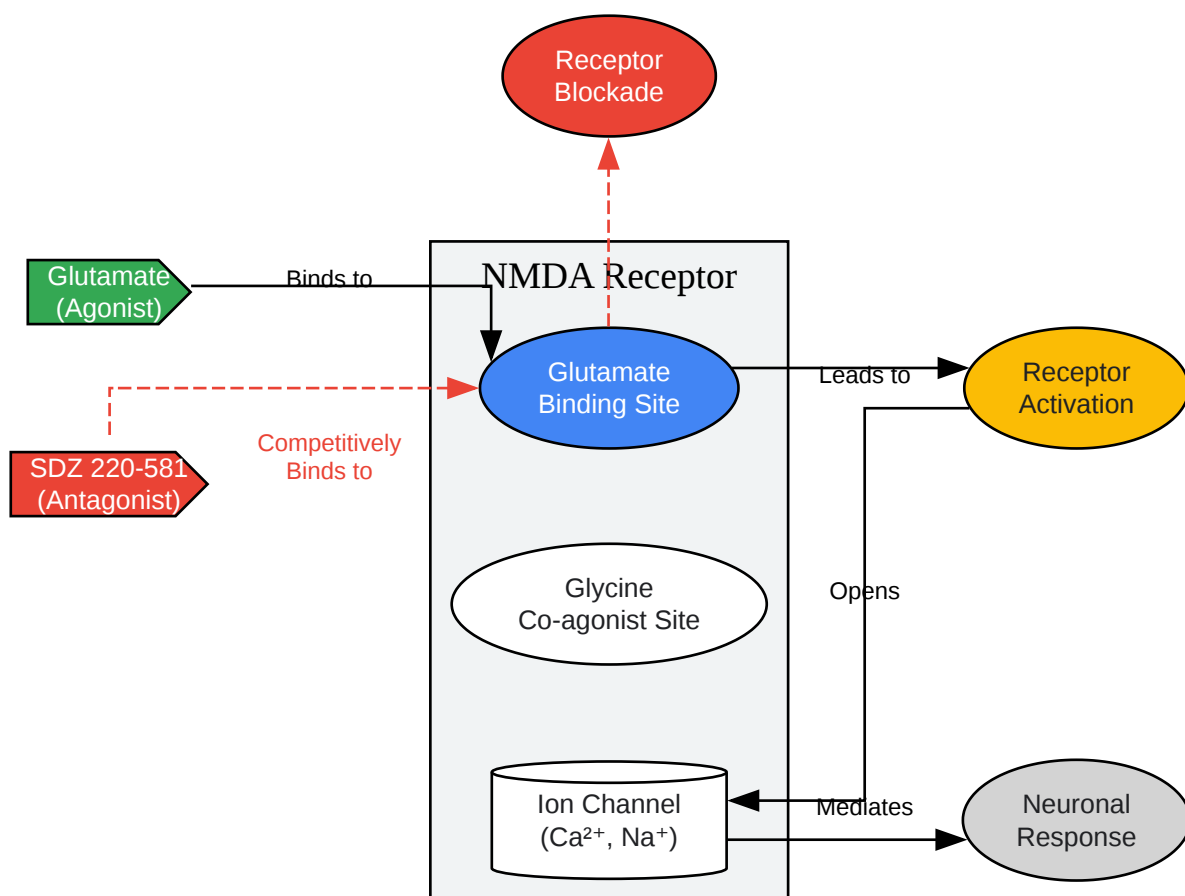 Receptor
Blockade
NMDA Receptor
Glutamate
(Agonist)
Binds to
Glutamate
Binding Site
Leads to
Receptor
Activation
Competitively
Binds to
SDZ 220-581
(Antagonist)
Glycine
Co-agonist Site
Opens
Ion Channel
(Ca²⁺, Na⁺)
Mediates
Neuronal
Response